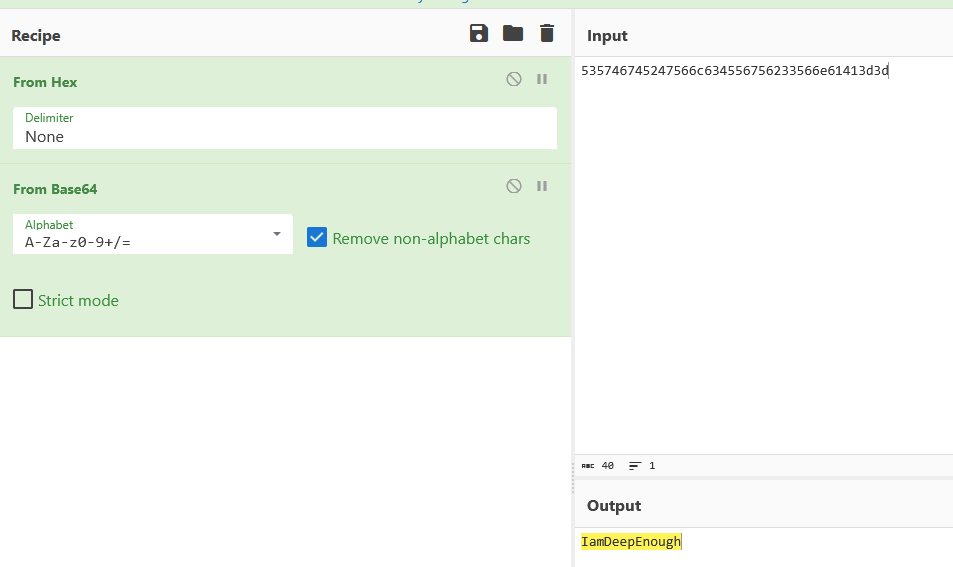 Recipe
From Hex
Delimiter
None
From Base64
Alphabet
A-Za-z0-9+/=
Remove non-alphabet chars
Strict mode
Input
535746745247566c634556756233566e61413d3d
ABC 40 1
Output
IamDeepEnough